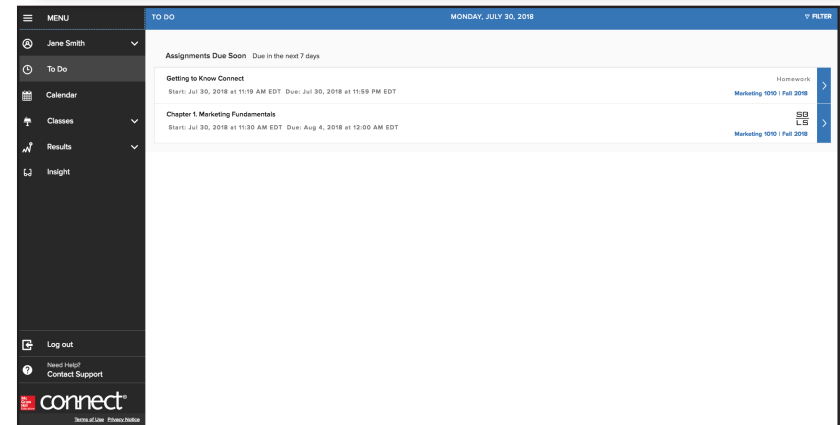 MENU
TO DO
MONDAY, JULY 30, 2018
FILTER
Jane Smith
To Do
Calendar
Classes
Results
Insight
Assignments Due Soon Due in the next 7 days
Getting to Know Connect
Homework
Start: Jul 30, 2018 at 11:19 AM EDT Due: Jul 30, 2018 at 11:59 PM EDT
Marketing 1010 | Fall 2018
Chapter 1. Marketing Fundamentals
SB
LS
Start: Jul 30, 2018 at 11:30 AM EDT Due: Aug 4, 2018 at 12:00 AM EDT
Marketing 1010 | Fall 2018
Log out
Need Help?
Contact Support
connect®
Terms of Use Privacy Notice